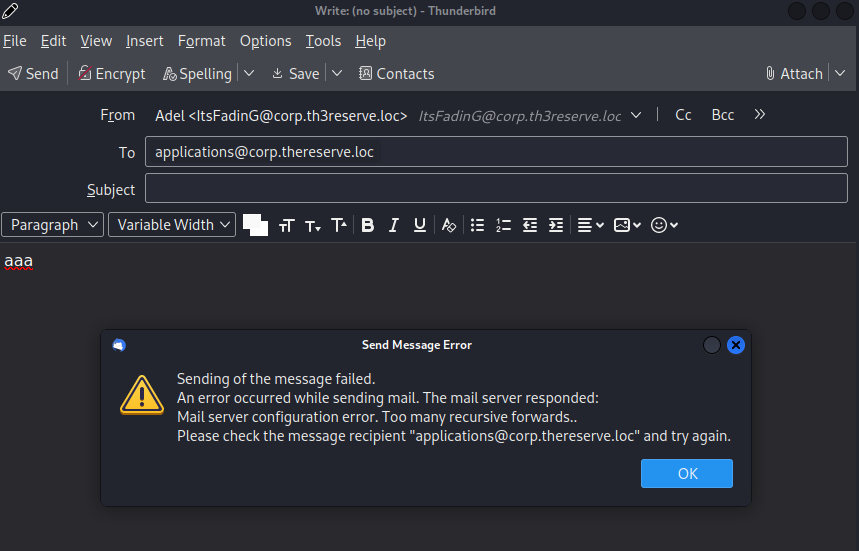 Write: (no subject) - Thunderbird
File Edit View Insert Format Options Tools Help
Send Encrypt Spelling Save Contacts Attach
From Adel <ItsFadinG@corp.th3reserve.loc> ItsFadinG@corp.th3reserve.loc Cc Bcc
To applications@corp.thereserve.loc
Subject
Paragraph Variable Width
aaa
Send Message Error
Sending of the message failed.
An error occurred while sending mail. The mail server responded:
Mail server configuration error. Too many recursive forwards..
Please check the message recipient "applications@corp.thereserve.loc" and try again.
OK